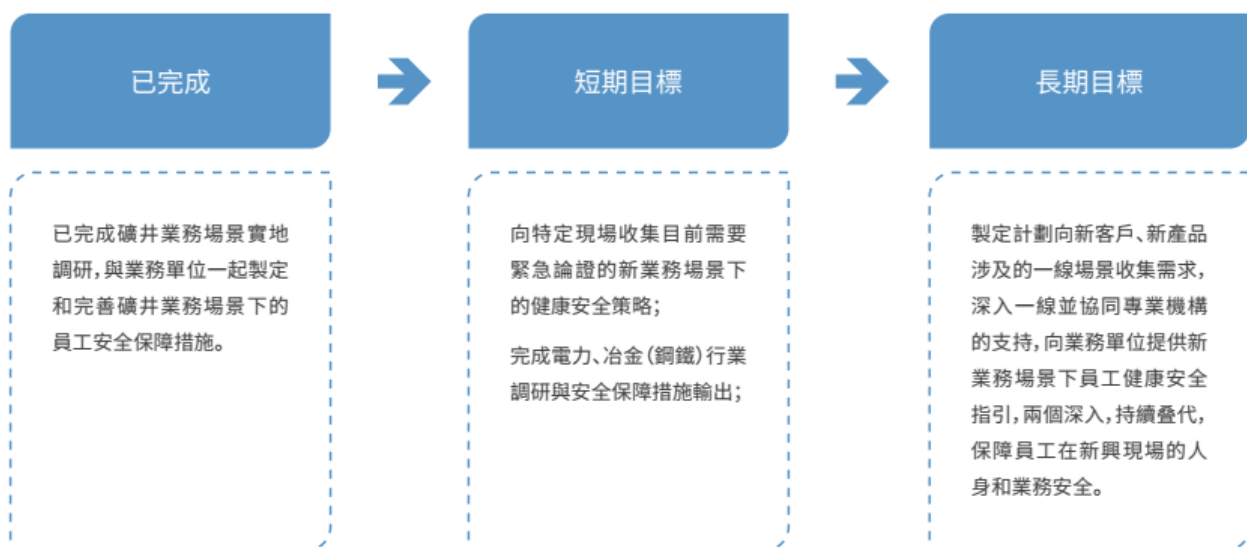 已完成
短期目標
長期目標
已完成礦井業務場景實地
調研,與業務單位一起製定
和完善礦井業務場景下的
員工安全保障措施。
向特定現場收集目前需要
緊急論證的新業務場景下
的健康安全策略;
完成電力、冶金(鋼鐵)行業
調研與安全保障措施輸出;
製定計劃向新客戶、新產品
涉及的一線場景收集需求,
深入一線並協同專業機構
的支持,向業務單位提供新
業務場景下員工健康安全
指引,兩個深入,持續叠代,
保障員工在新興現場的人
身和業務安全。